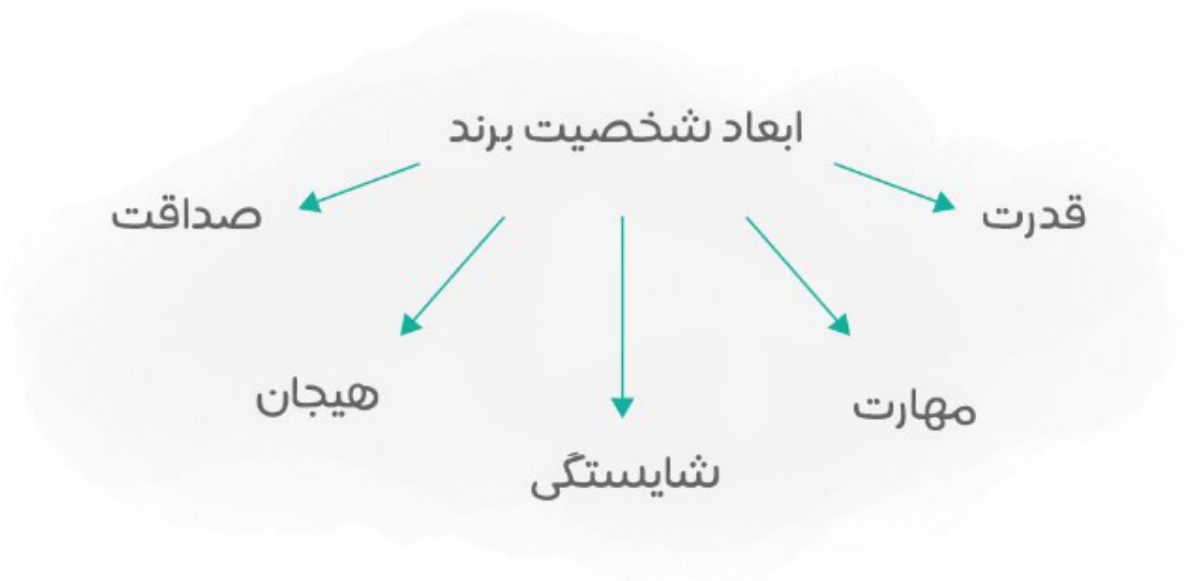 ابعاد شخصیت برند
قدرت
صداقت
مهارت
هیجان
شایستگی